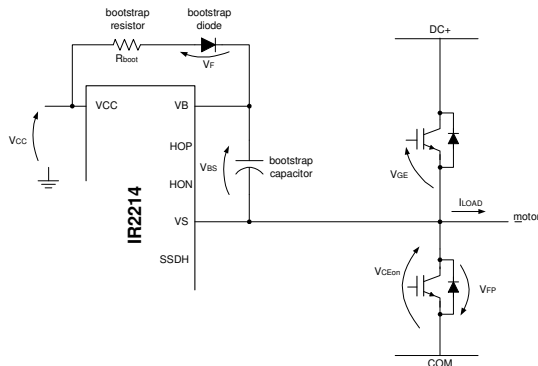 bootstrap
resistor
bootstrap
diode
DC+
Rboot
VF
VCC
VB
VCC
HOP
VBS
bootstrap
capacitor
VGE
HON
IR2214
ILOAD
VS
motor
SSDH
VCEon
VFP
COM